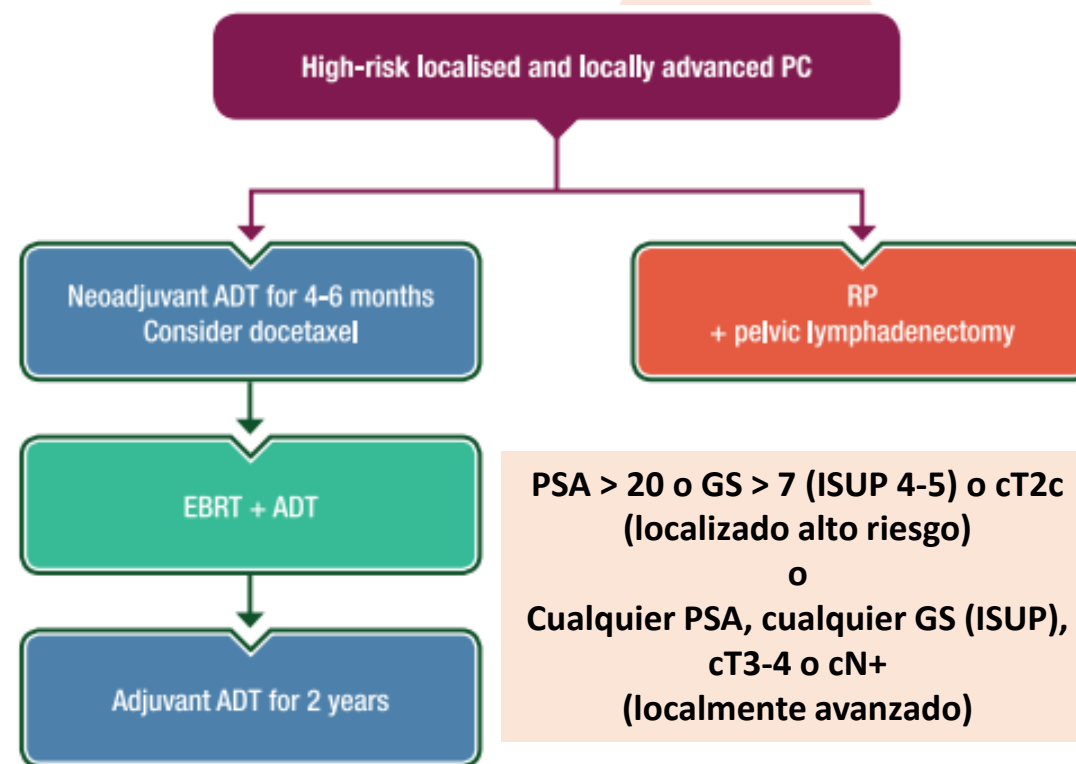 High-risk localised and locally advanced PC
Neoadjuvant ADT for 4-6 months
Consider docetaxel
RP
+ pelvic lymphadenectomy
EBRT + ADT
Adjuvant ADT for 2 years
PSA > 20 o GS > 7 (ISUP 4-5) o cT2c
(localizado alto riesgo)
o
Cualquier PSA, cualquier GS (ISUP),
cT3-4 o cN+
(localmente avanzado)